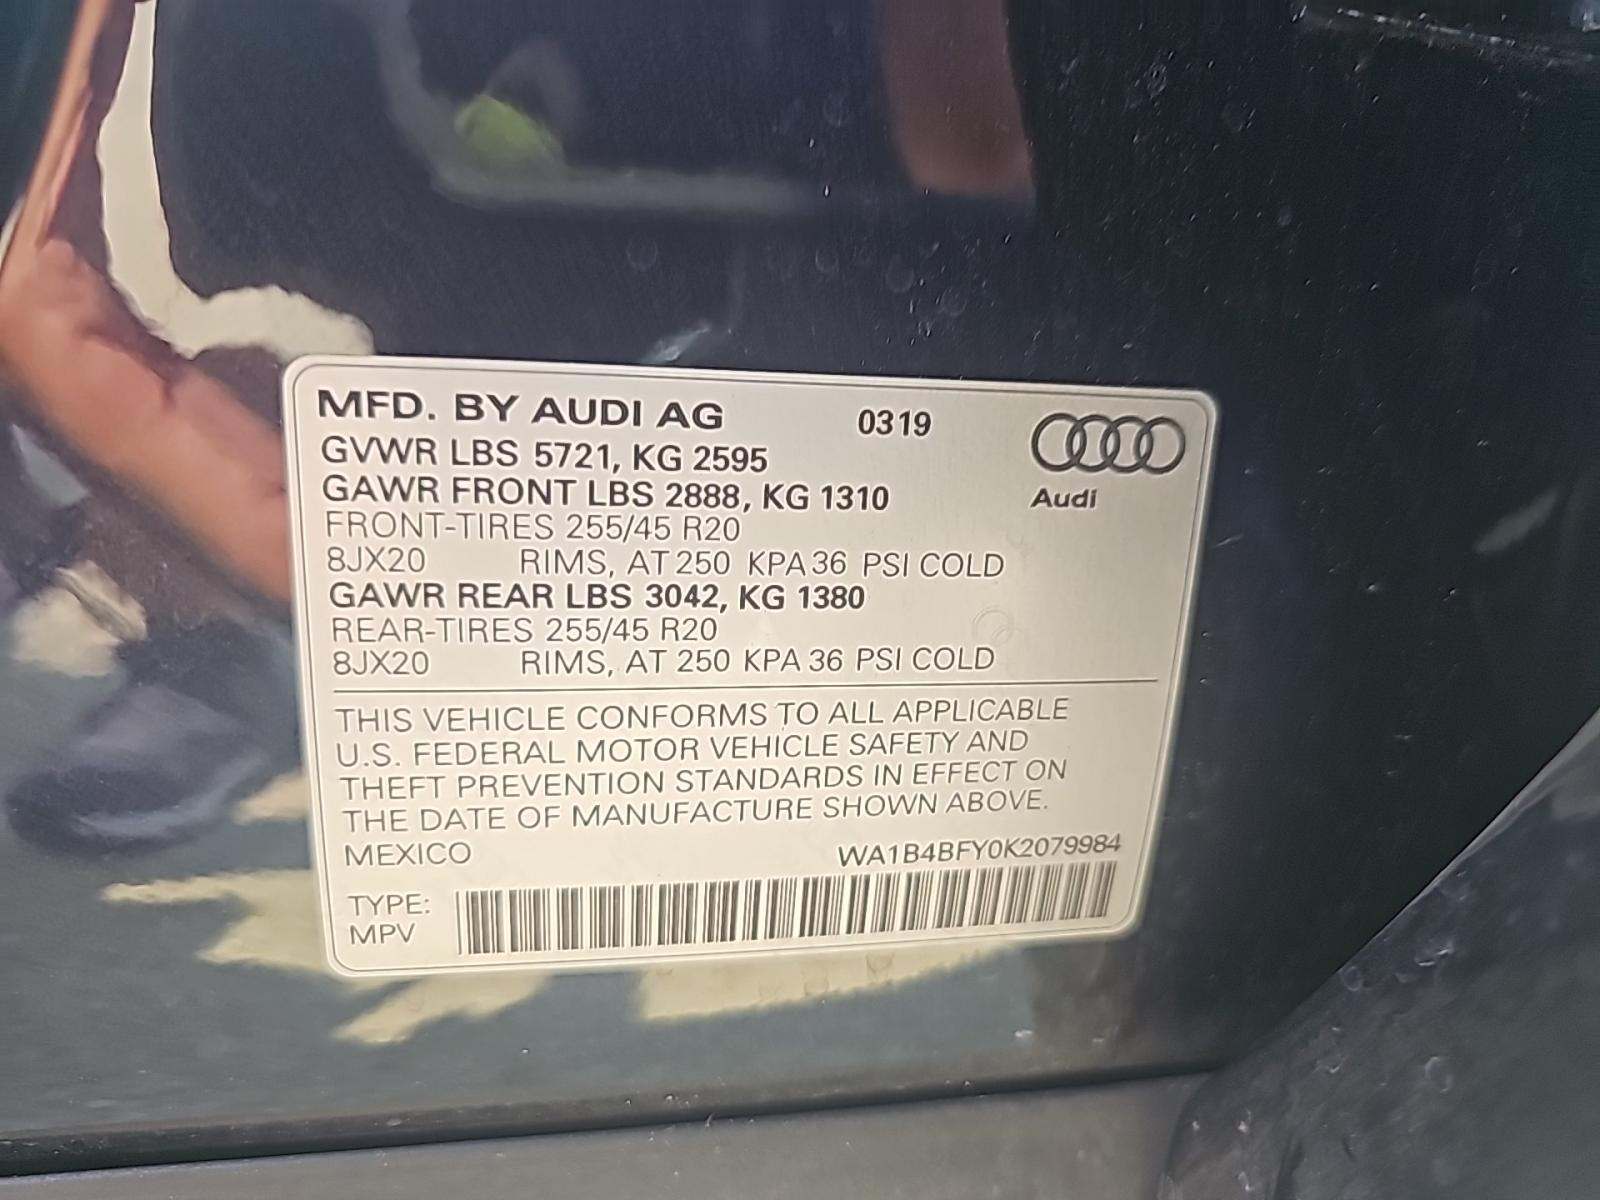 MFD. BY AUDI AG 0319
GVWR LBS 5721, KG 2595
GAWR FRONT LBS 2888, KG 1310
Audi
FRONT-TIRES 255/45 R20
8JX20 RIMS, AT 250 KPA 36 PSI COLD
GAWR REAR LBS 3042, KG 1380
REAR-TIRES 255/45 R20
8JX20 RIMS, AT 250 KPA 36 PSI COLD
THIS VEHICLE CONFORMS TO ALL APPLICABLE
U.S. FEDERAL MOTOR VEHICLE SAFETY AND
THEFT PREVENTION STANDARDS IN EFFECT ON
THE DATE OF MANUFACTURE SHOWN ABOVE.
MEXICO WA1B4BFY0K2079984
TYPE:
MPV